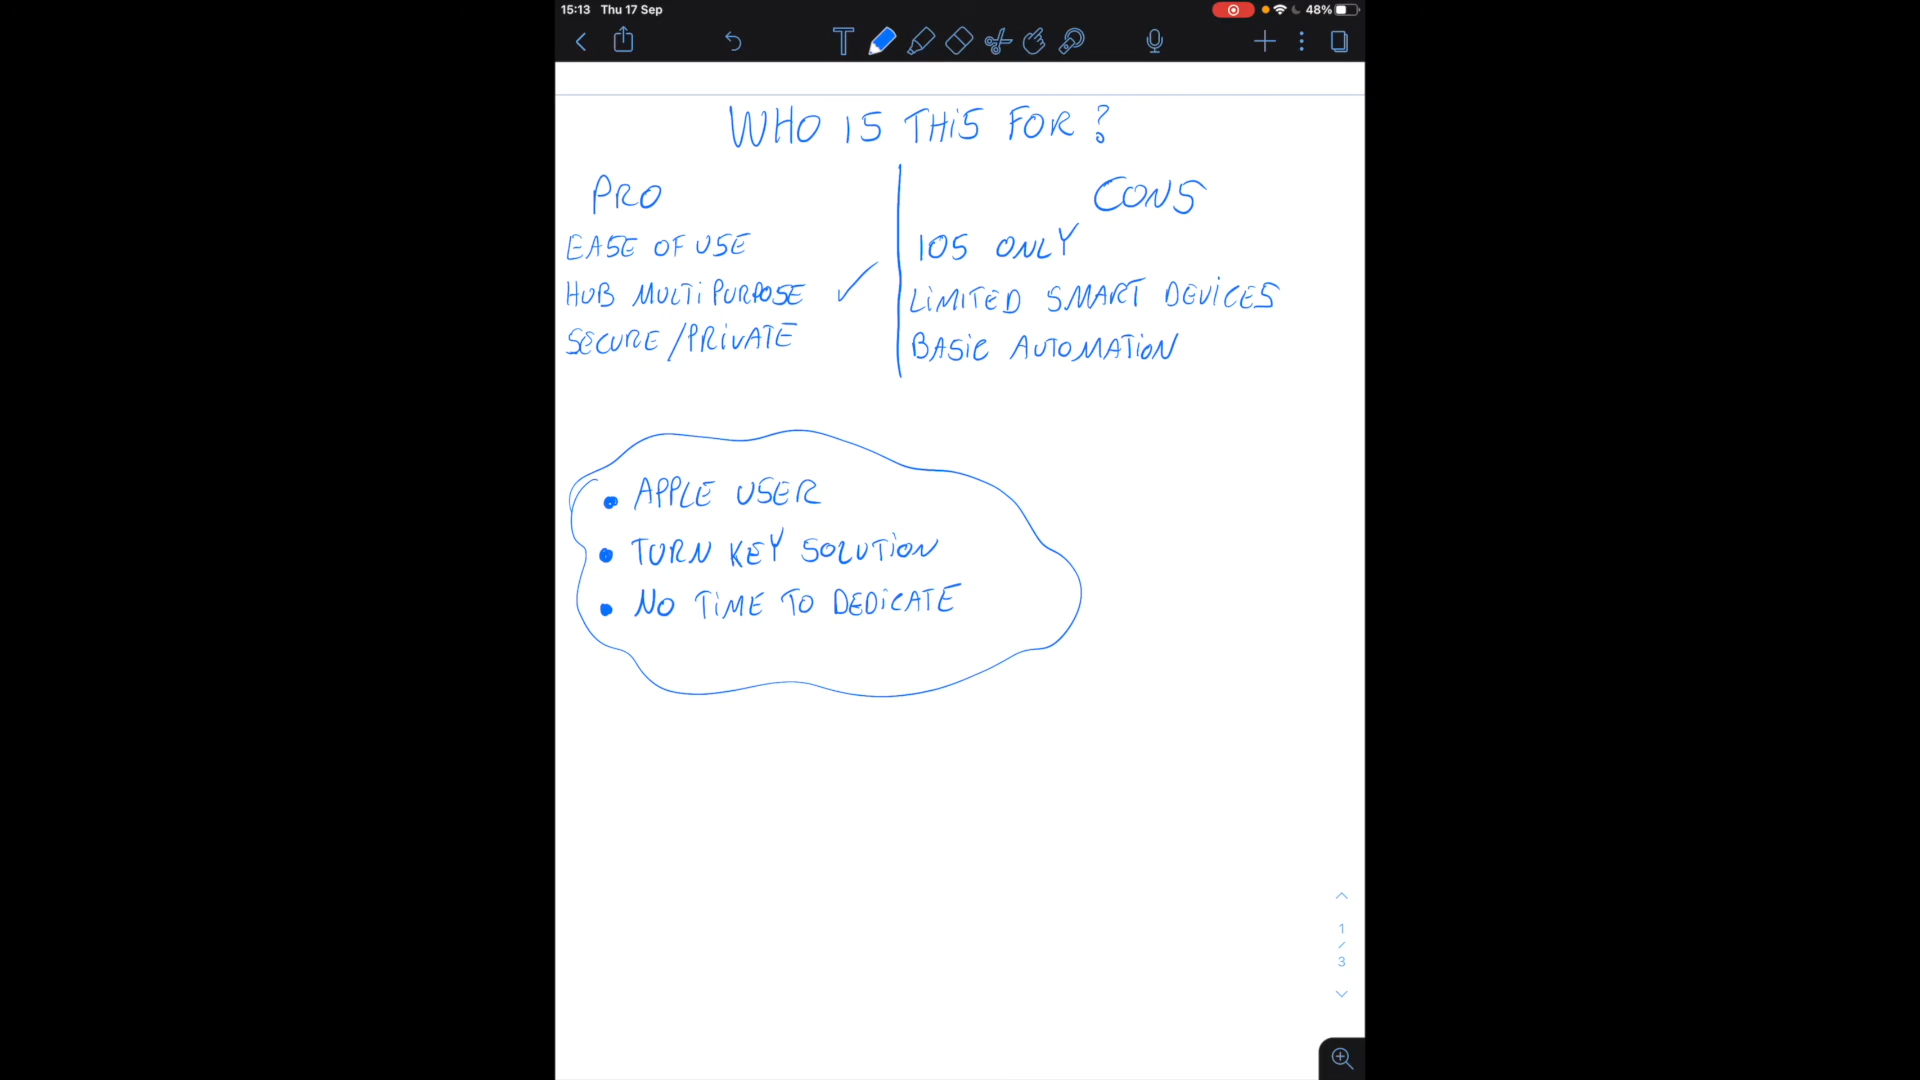 15:13 Thu 17 Sep 48%
WHO IS THIS FOR?
PRO
EASE OF USE
HUB MULTI PURPOSE
SECURE/PRIVATE
CONS
IOS ONLY
LIMITED SMART DEVICES
BASIC AUTOMATION
• APPLE USER
• TURN KEY SOLUTION
• NO TIME TO DEDICATE
1
/
3